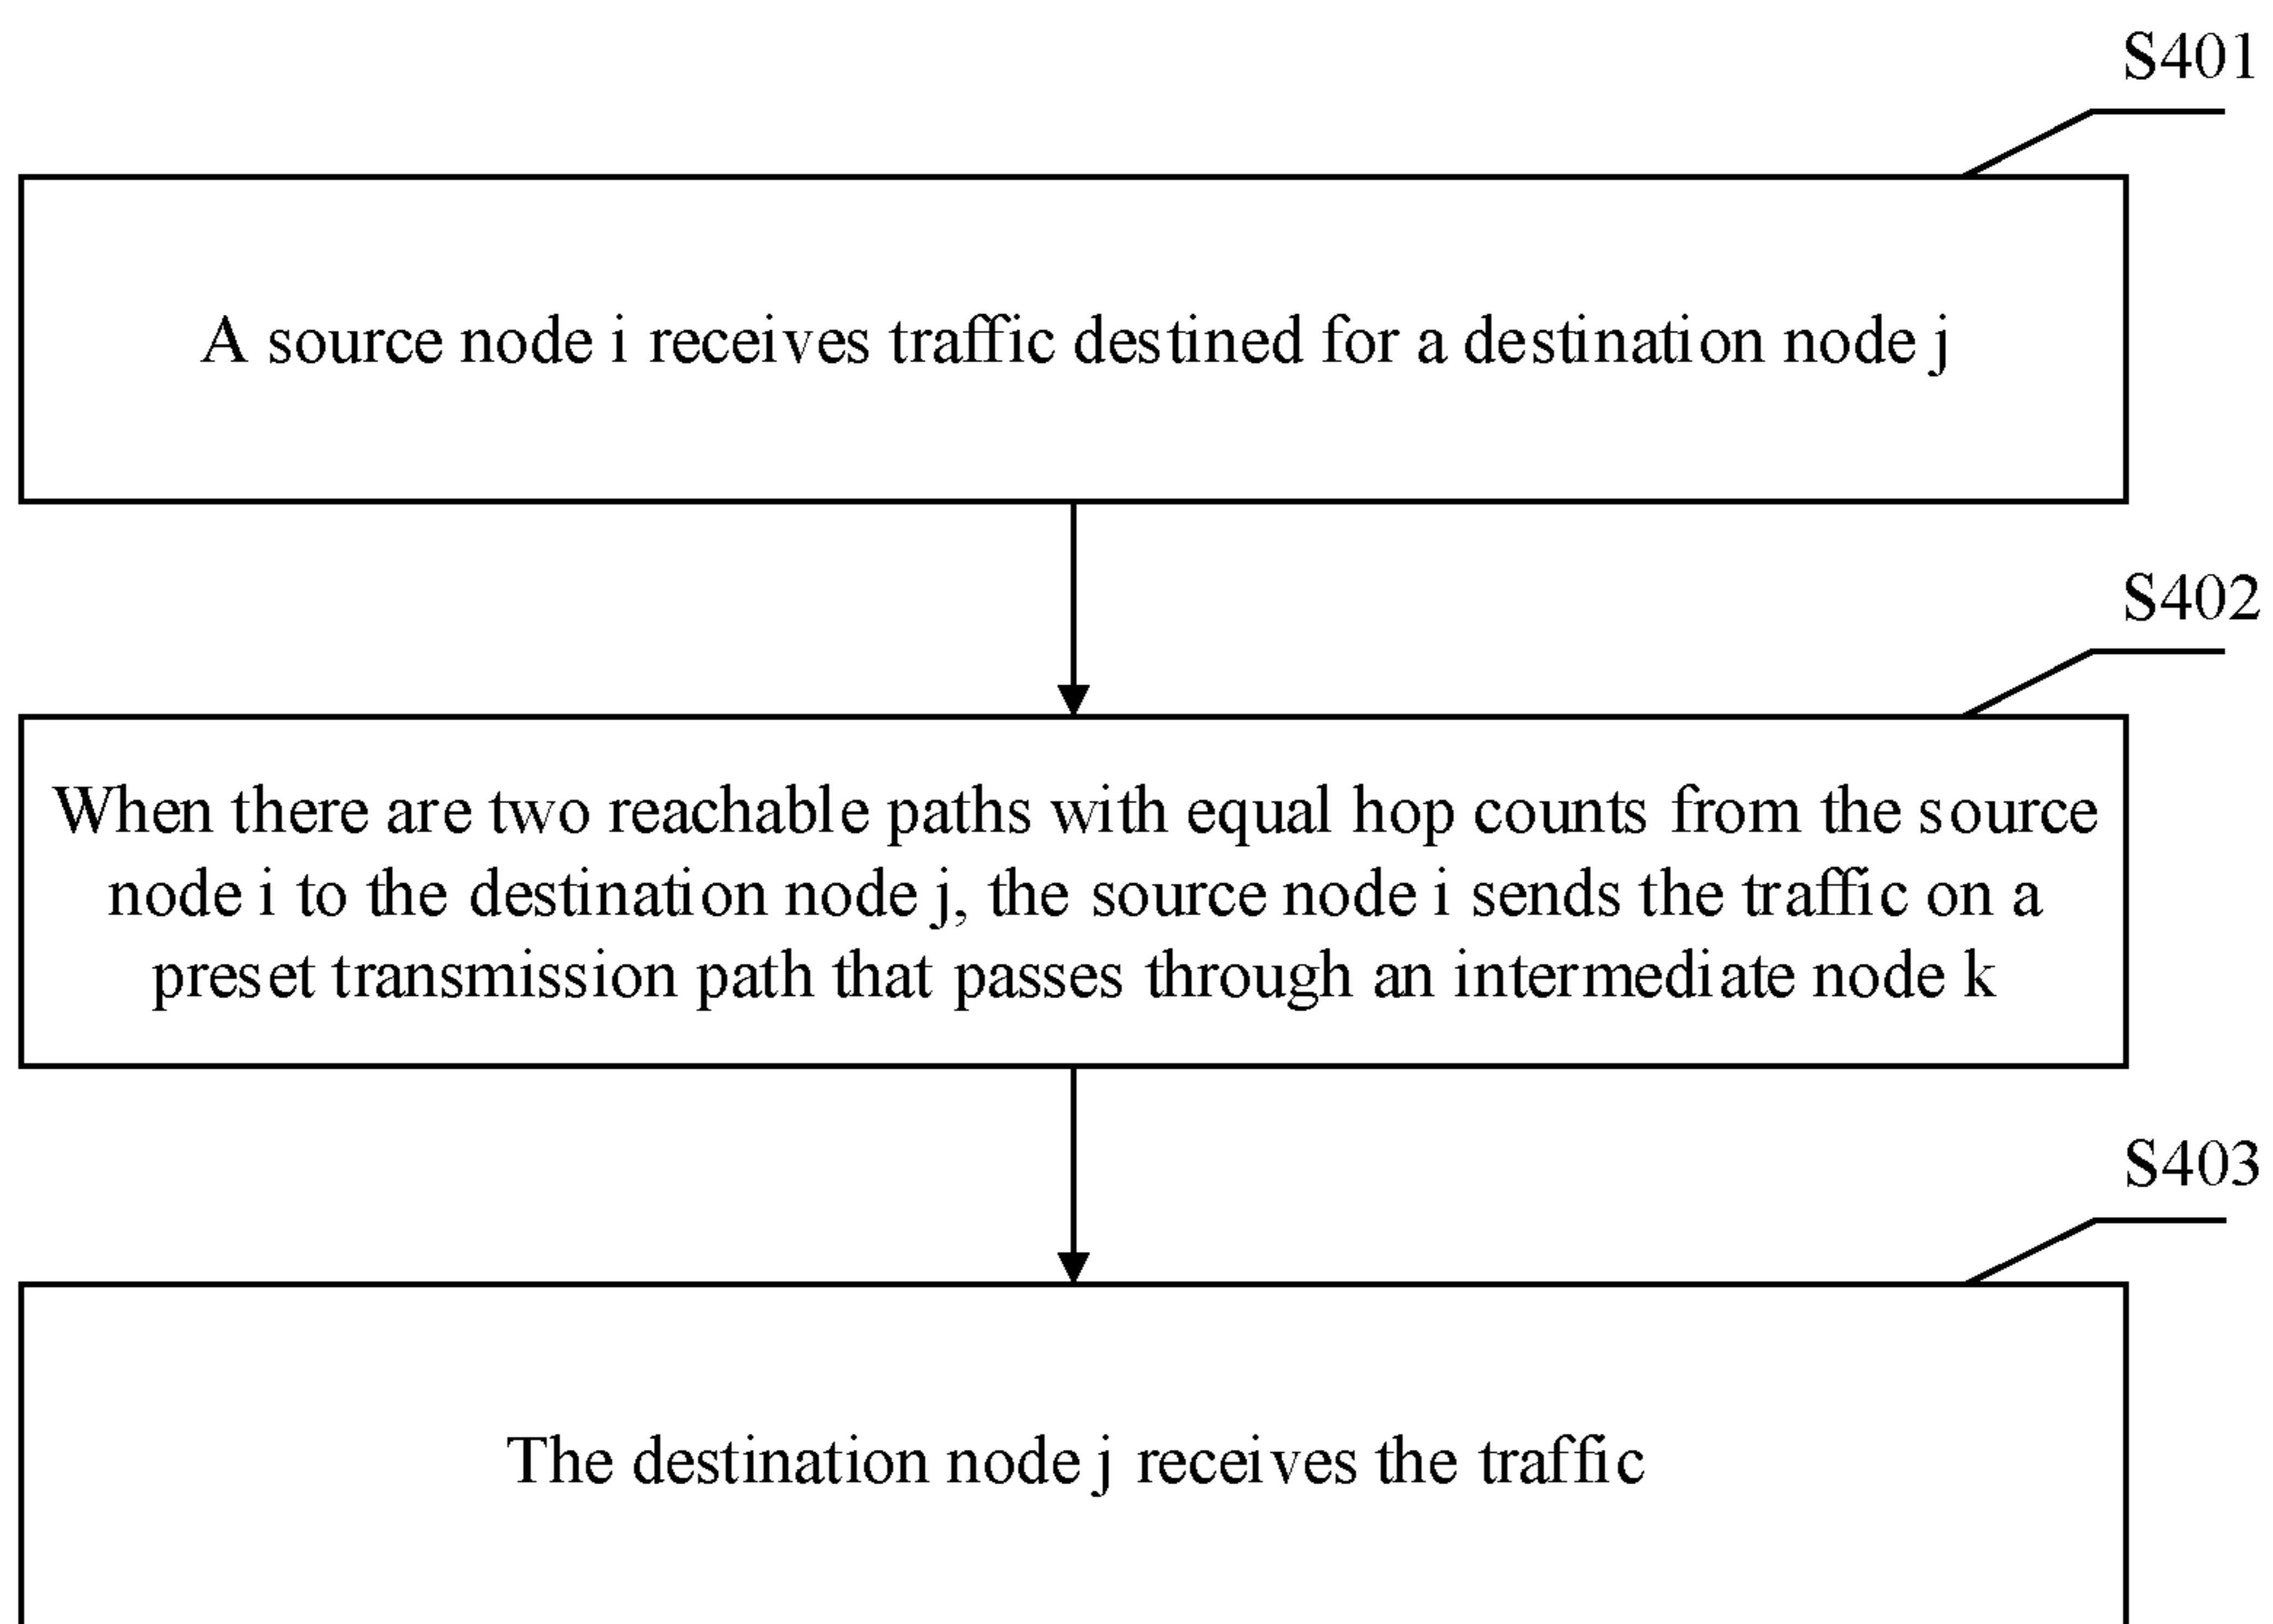 S401
A source node i receives traffic destined for a destination node j
S402
When there are two reachable paths with equal hop counts from the source
node i to the destination node j, the source node i sends the traffic on a
preset transmission path that passes through an intermediate node k
S403
The destination node j receives the traffic